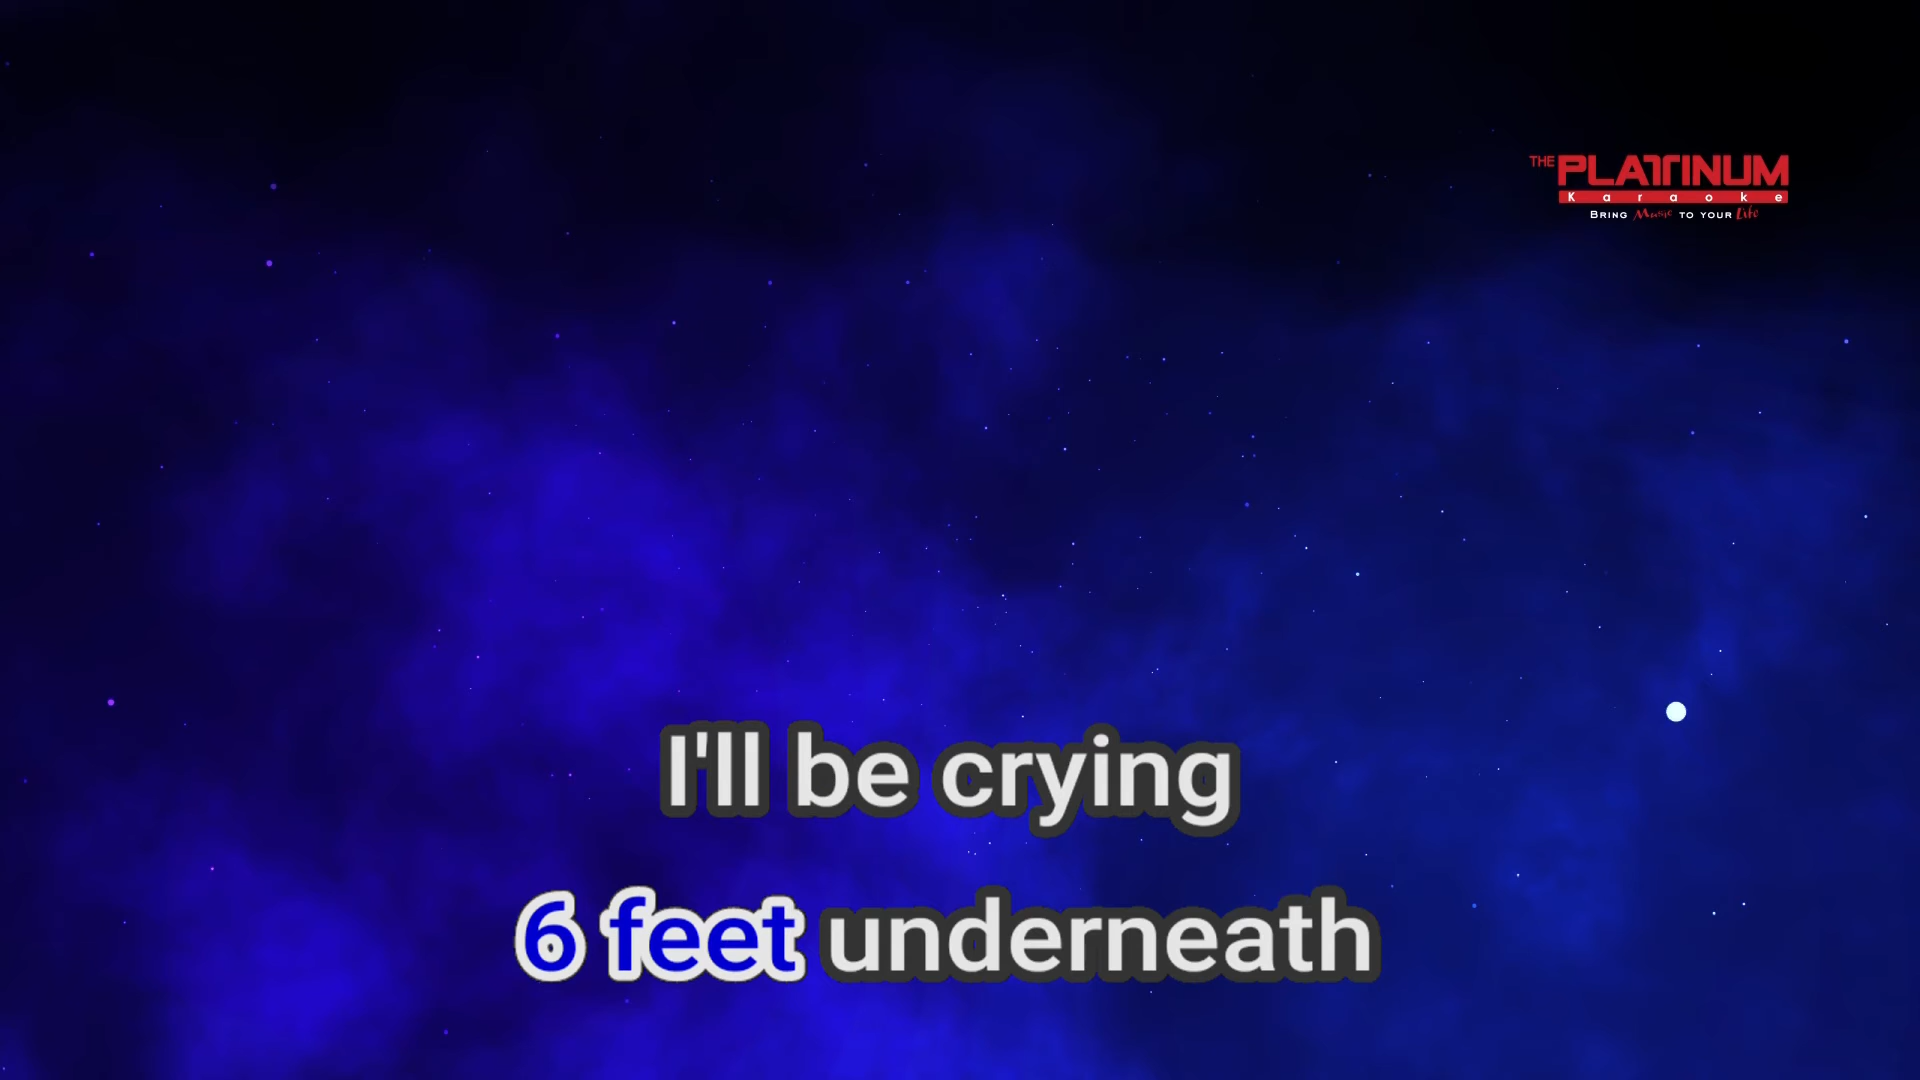 THE PLATINUM
Karaoke
BRING Music TO YOUR Life
I'll be crying
6 feet underneath